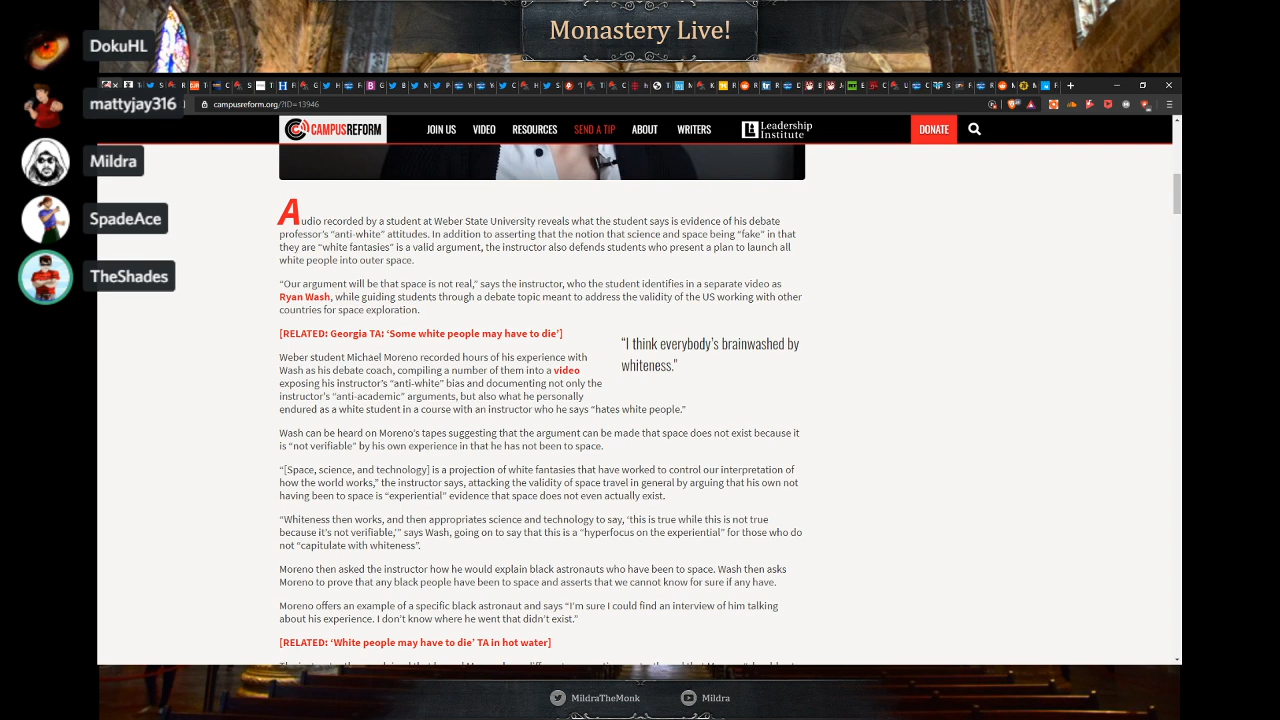 Monastery Live!
DokuHL
mattyjay316
Mildra
SpadeAce
TheShades
campusreform.org/?ID=13946
CAMPUSREFORM
JOIN US
VIDEO
RESOURCES
SEND A TIP
ABOUT
WRITERS
Leadership
Institute
DONATE
Audio recorded by a student at Weber State University reveals what the student says is evidence of his debate
professor's “anti-white” attitudes. In addition to asserting that the notion that science and space being “fake” in that
they are “white fantasies” is a valid argument, the instructor also defends students who present a plan to launch all
white people into outer space.
“Our argument will be that space is not real,” says the instructor, who the student identifies in a separate video as
Ryan Wash, while guiding students through a debate topic meant to address the validity of the US working with other
countries for space exploration.
[RELATED: Georgia TA: ‘Some white people may have to die’]
“I think everybody's brainwashed by
whiteness.”
Weber student Michael Moreno recorded hours of his experience with
Wash as his debate coach, compiling a number of them into a video
exposing his instructor's “anti-white” bias and documenting not only the
instructor's “anti-academic” arguments, but also what he personally
endured as a white student in a course with an instructor who he says “hates white people.”
Wash can be heard on Moreno's tapes suggesting that the argument can be made that space does not exist because it
is “not verifiable” by his own experience in that he has not been to space.
“[Space, science, and technology] is a projection of white fantasies that have worked to control our interpretation of
how the world works,” the instructor says, attacking the validity of space travel in general by arguing that his own not
having been to space is “experiential” evidence that space does not even actually exist.
“Whiteness then works, and then appropriates science and technology to say, ‘this is true while this is not true
because it's not verifiable,’” says Wash, going on to say that this is a “hyperfocus on the experiential” for those who do
not “capitulate with whiteness”.
Moreno then asked the instructor how he would explain black astronauts who have been to space. Wash then asks
Moreno to prove that any black people have been to space and asserts that we cannot know for sure if any have.
Moreno offers an example of a specific black astronaut and says “I'm sure I could find an interview of him talking
about his experience. I don't know where he went that didn't exist.”
[RELATED: ‘White people may have to die’ TA in hot water]
MildraTheMonk
Mildra